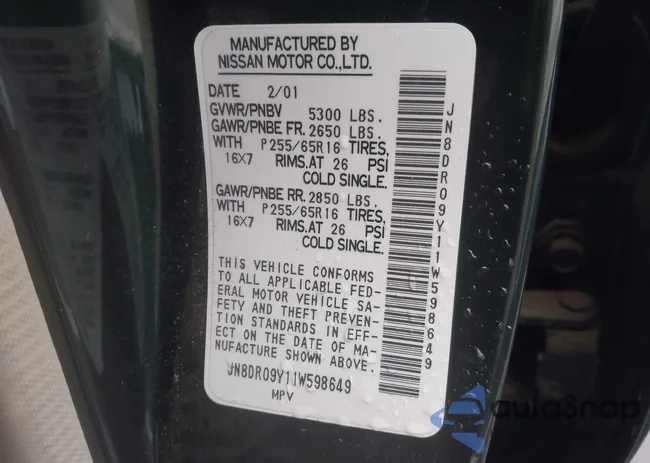 MANUFACTURED BY
NISSAN MOTOR CO.,LTD.
DATE 2/01
GVWR/PNBV 5300 LBS.
GAWR/PNBE FR. 2650 LBS.
WITH P255/65R16 TIRES,
16X7 RIMS.AT 26 PSI
COLD SINGLE.
GAWR/PNBE RR. 2850 LBS.
WITH P255/65R16 TIRES,
16X7 RIMS.AT 26 PSI
COLD SINGLE.
THIS VEHICLE CONFORMS
TO ALL APPLICABLE FED-
ERAL MOTOR VEHICLE SA-
FETY AND THEFT PREVEN-
TION STANDARDS IN EFF-
ECT ON THE DATE OF MA-
NUFACTURE SHOWN ABOVE.
JN8DR09Y11W598649
MPV
JN8DR09Y11W598649
autoSnap